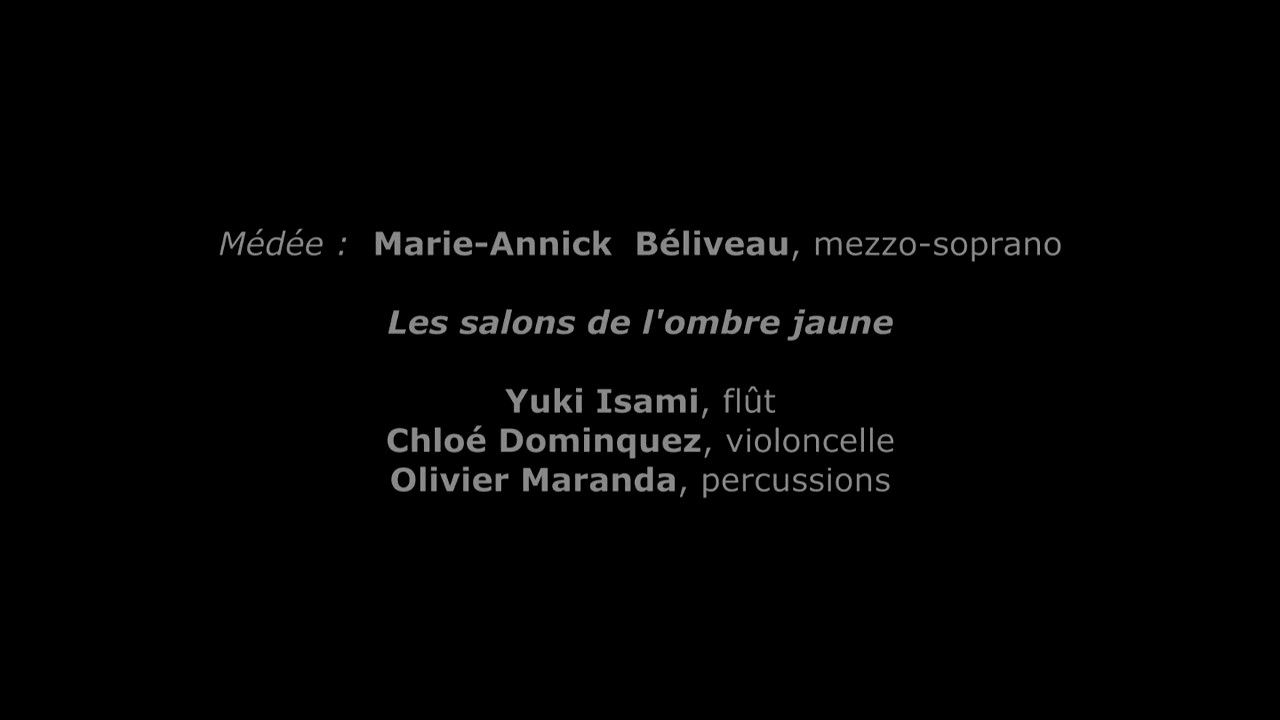 Médée : Marie-Annick Béliveau, mezzo-soprano
Les salons de l'ombre jaune
Yuki Isami, flût
Chloé Dominquez, violoncelle
Olivier Maranda, percussions